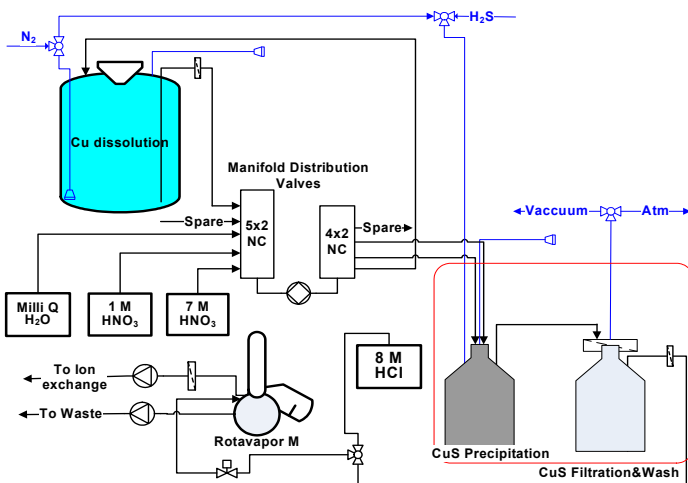 N2
H2S
Cu dissolution
Manifold Distribution
Valves
Spare
5x2
NC
4x2
NC
Spare
Vaccuum
Atm
Milli Q
H2O
1 M
HNO3
7 M
HNO3
8 M
HCl
To Ion
exchange
To Waste
Rotavapor M
CuS Precipitation
CuS Filtration&Wash